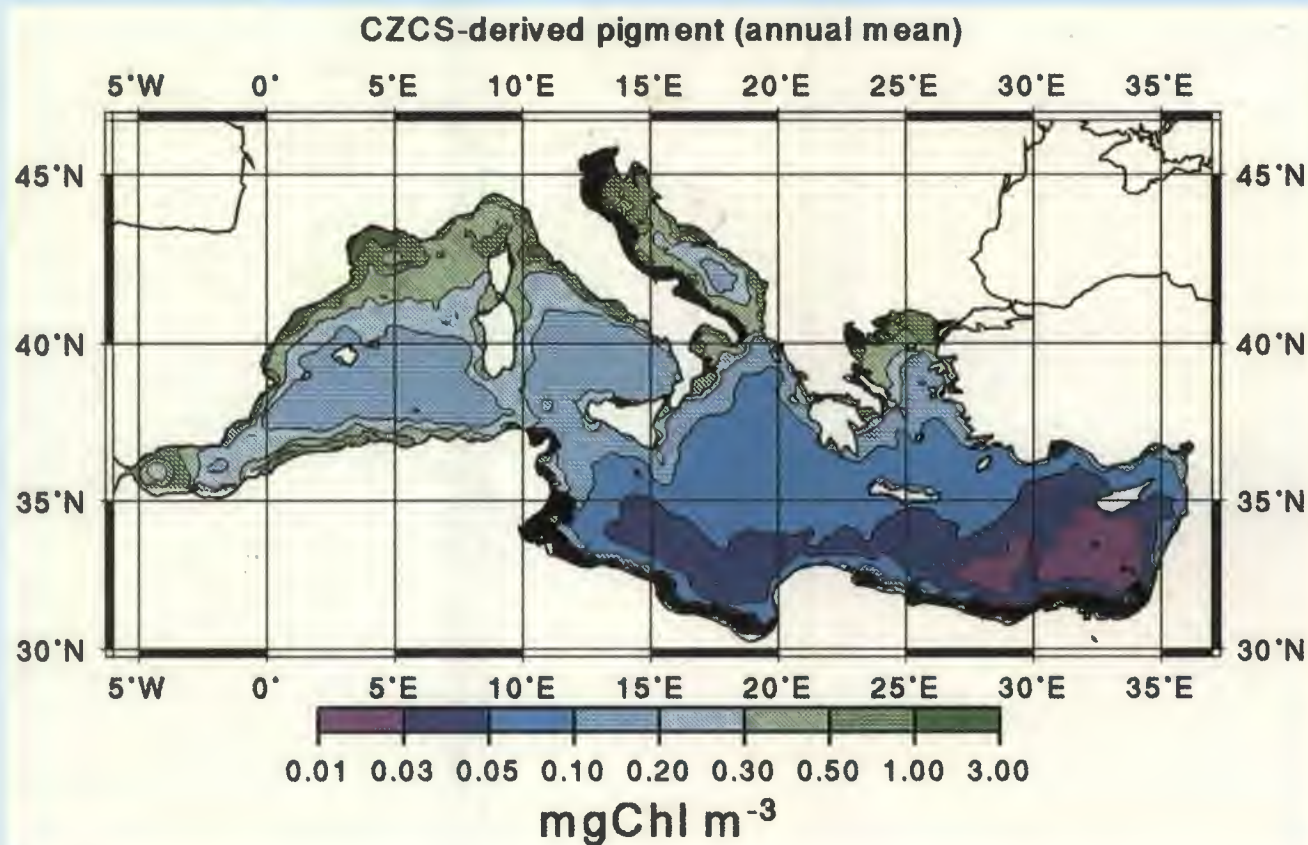 CZCS-derived pigment (annual mean)
5°W 0° 5°E 10°E 15°E 20°E 25°E 30°E 35°E
45°N 45°N
40°N 40°N
35°N 35°N
30°N 30°N
5°W 0° 5°E 10°E 15°E 20°E 25°E 30°E 35°E
0.01 0.03 0.05 0.10 0.20 0.30 0.50 1.00 3.00
mgChl m⁻³